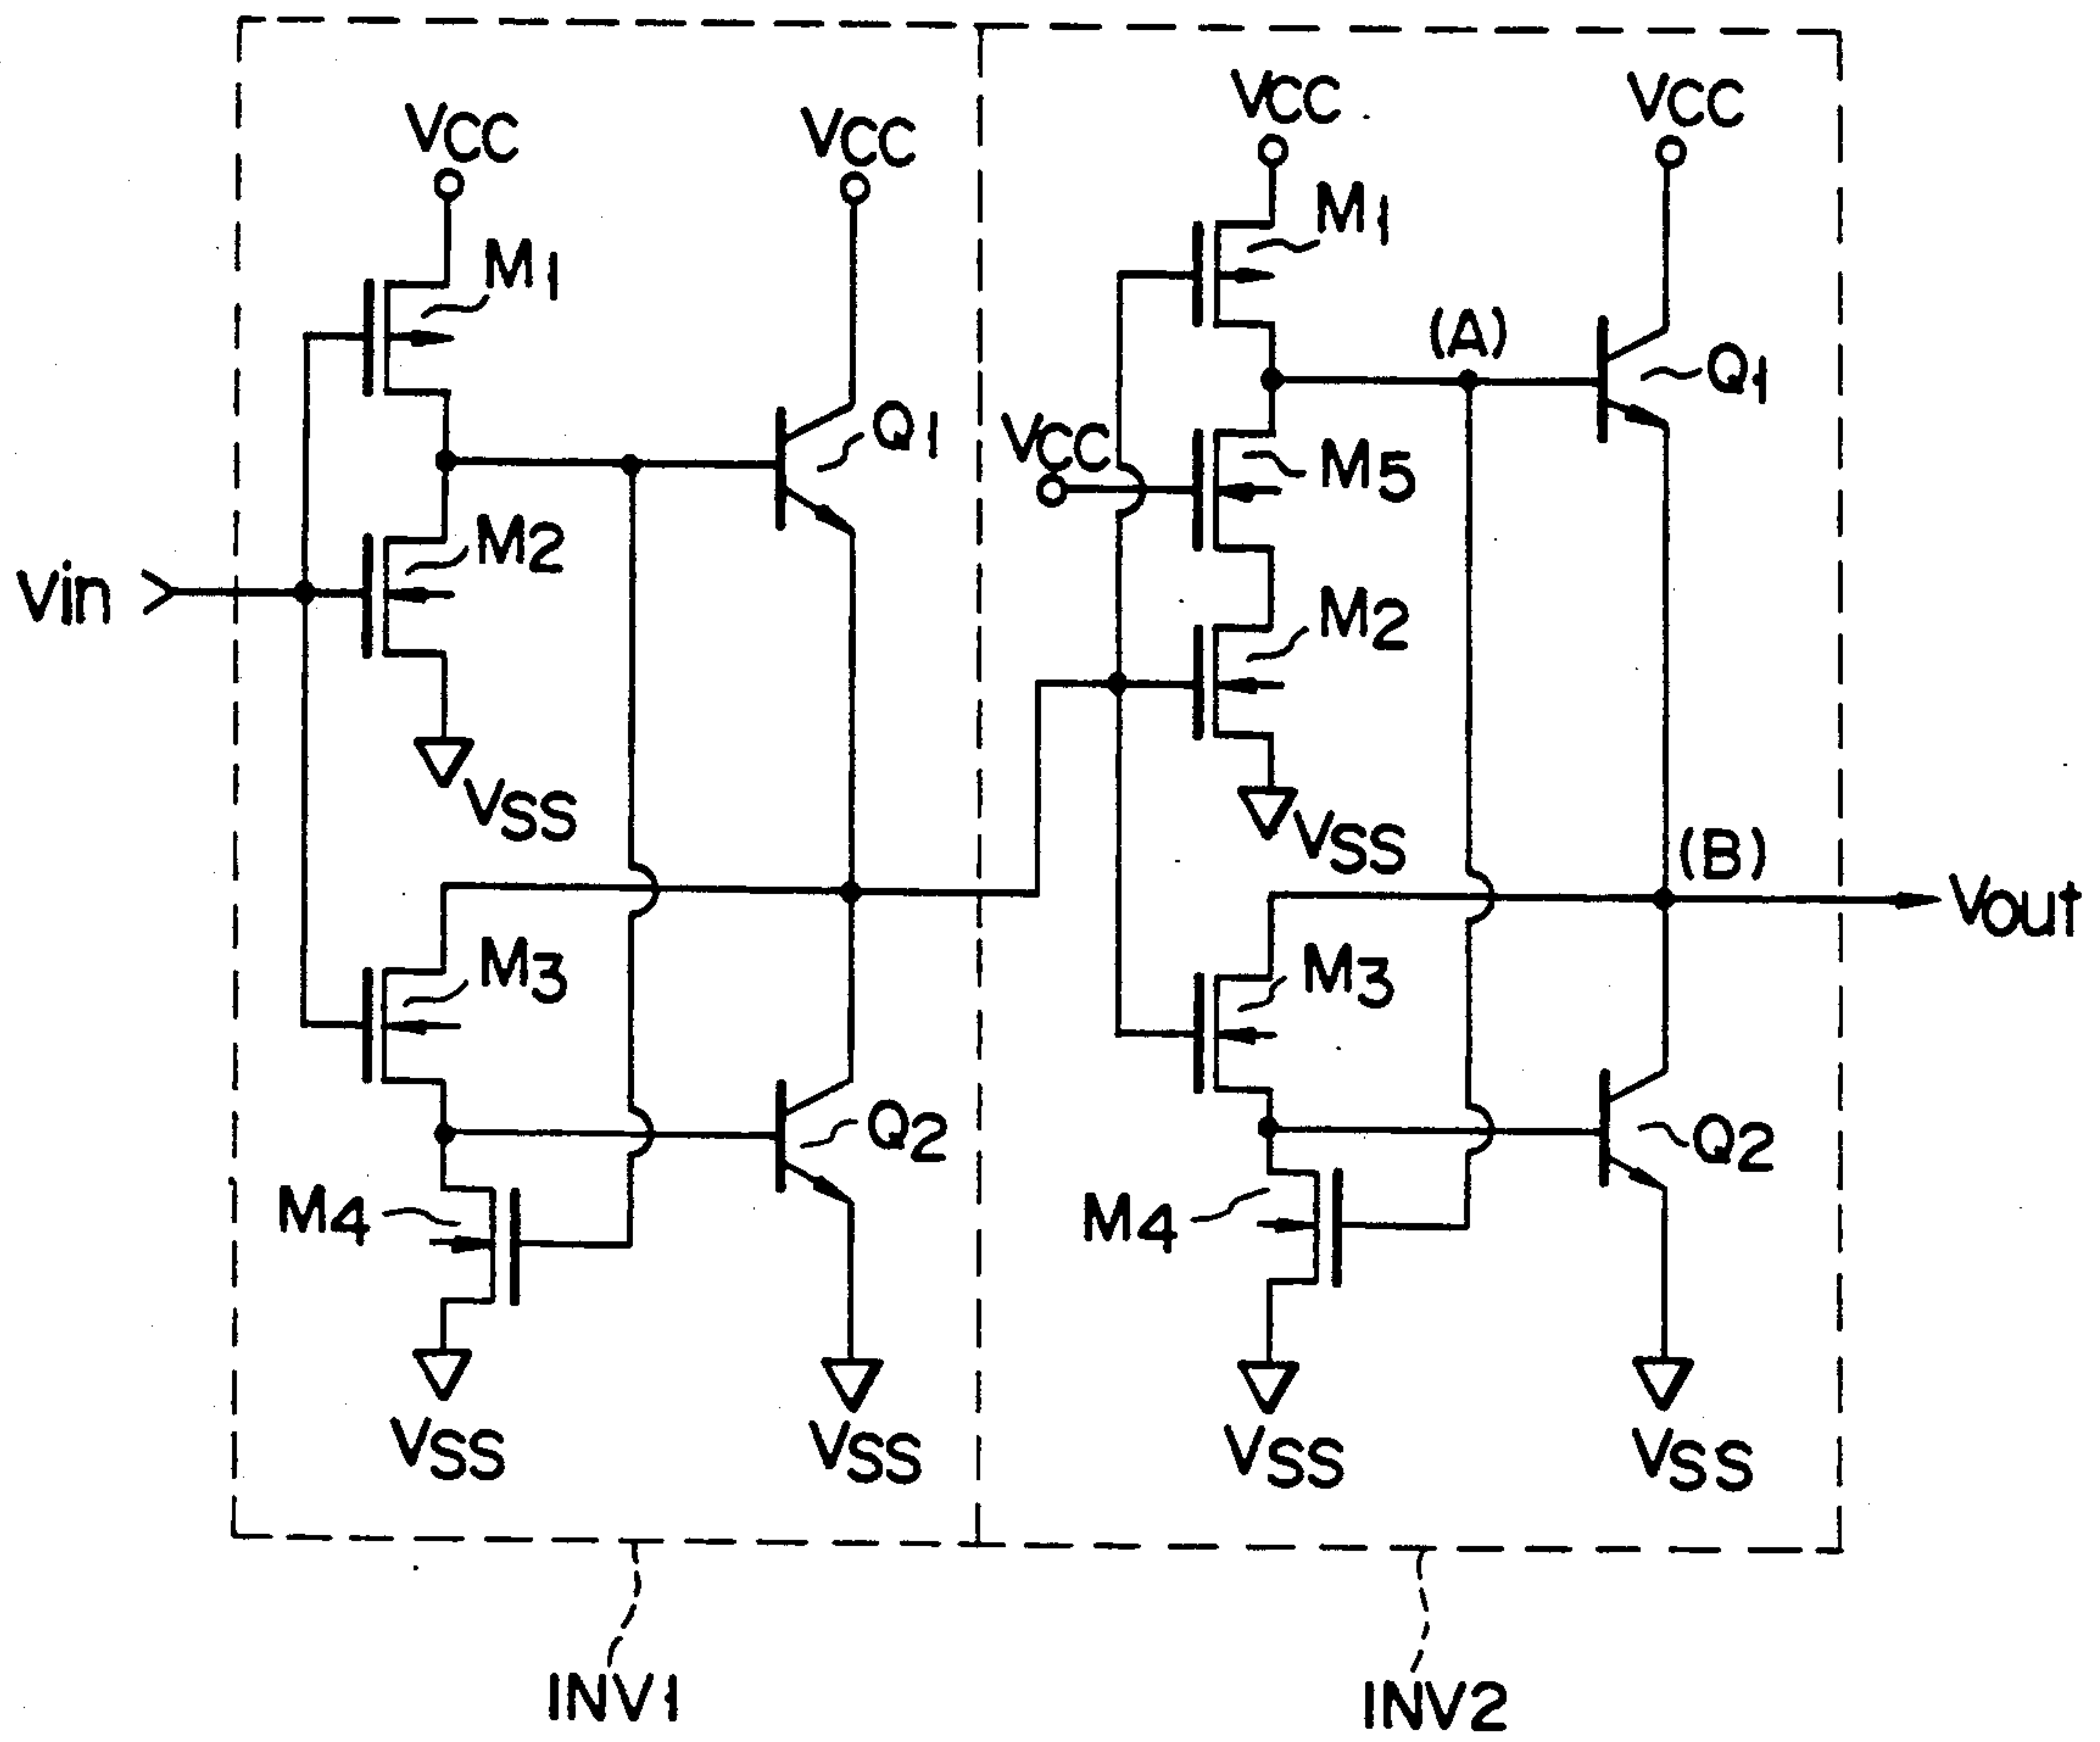 VCC
VCC
M1
Q1
M2
Vin
VSS
M3
Q2
M4
VSS
VSS
INV1
VCC
VCC
M1
(A)
Q1
VCC
M5
M2
VSS
(B)
Vout
M3
Q2
M4
VSS
VSS
INV2